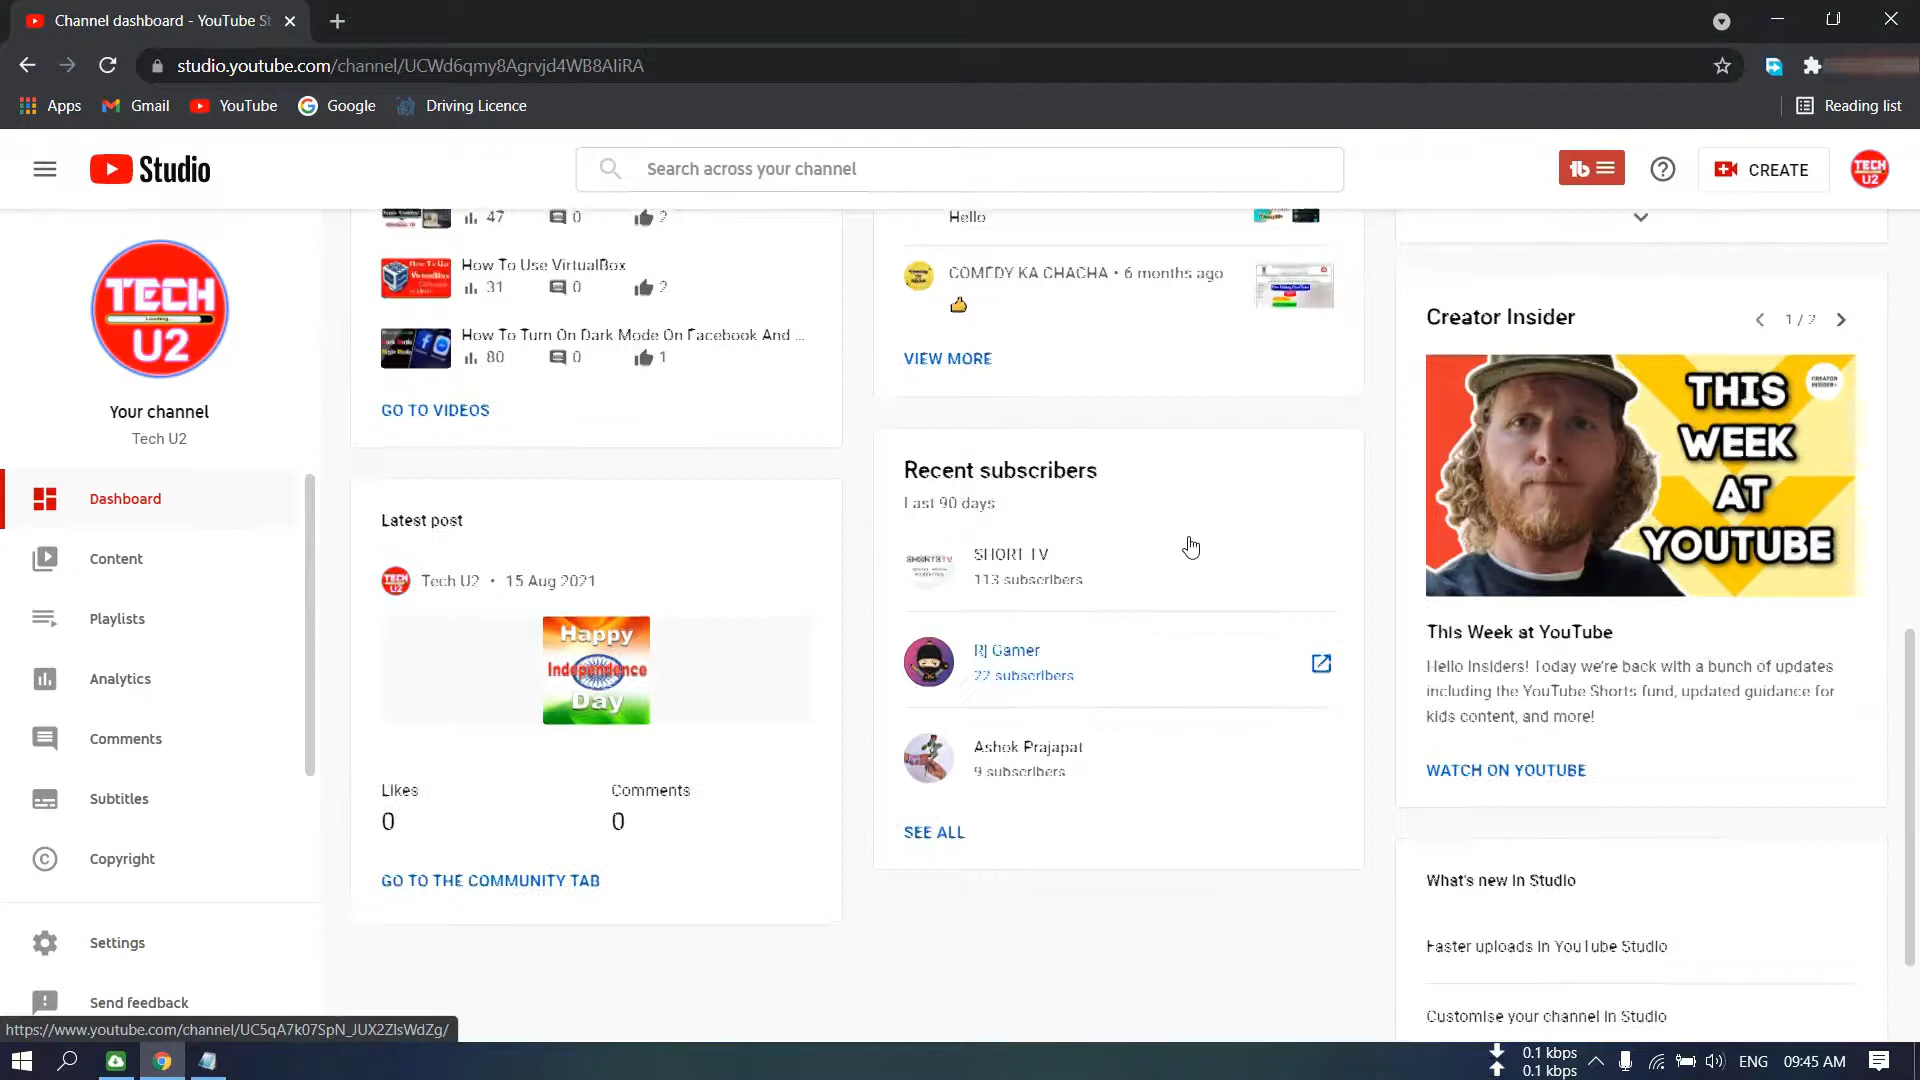 Channel dashboard - YouTube St
studio.youtube.com/channel/UCWd6qmy8Agrvjd4WB8AliRA
Apps
Gmail
YouTube
Google
Driving Licence
Reading list
Studio
Search across your channel
CREATE
TECH
U2
TECH
Loading...
U2
Your channel
Tech U2
Dashboard
Content
Playlists
Analytics
Comments
Subtitles
Copyright
Settings
Send feedback
47 0 2
How To Use VirtualBox
31 0 2
How To Turn On Dark Mode On Facebook And ...
80 0 1
GO TO VIDEOS
Latest post
Tech U2 • 15 Aug 2021
Happy
Independence
Day
Likes
Comments
0
0
GO TO THE COMMUNITY TAB
Hello
COMEDY KA CHACHA • 6 months ago
VIEW MORE
Recent subscribers
Last 90 days
SHORTSTV
SHORT TV
113 subscribers
Rj Gamer
22 subscribers
Ashok Prajapat
9 subscribers
SEE ALL
Creator Insider
1 / 2
CREATOR
INSIDER
THIS
WEEK
AT
YOUTUBE
This Week at YouTube
Hello Insiders! Today we're back with a bunch of updates
including the YouTube Shorts fund, updated guidance for
kids content, and more!
WATCH ON YOUTUBE
What's new in Studio
Faster uploads in YouTube Studio
Customise your channel in Studio
https://www.youtube.com/channel/UC5qA7k07SpN_JUX2ZlsWdZg/
0.1 kbps
0.1 kbps
ENG
09:45 AM